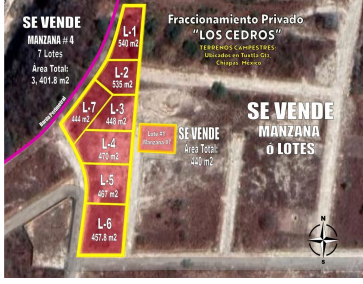 SE VENDE
MANZANA # 4
7 Lotes
Area Total:
3, 401.8 m2
Fraccionamiento Privado
"LOS CEDROS"
TERRENOS CAMPESTRES:
Ubicados en Tuxtla Gtz,
Chiapas. México
L-1
540 m2
L-2
535 m2
L-7
444 m2
L-3
448 m2
L-4
470 m2
L-5
467 m2
L-6
457.8 m2
Lote #1
SE VENDE
Area Total:
440 m2
SE VENDE
MANZANA
ó LOTES
N
S